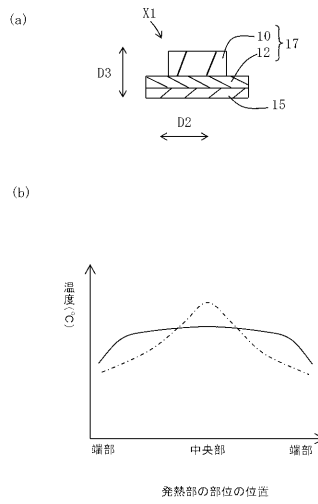 (a)
X1
10
17
12
D3
15
D2
(b)
温度(℃)
端部 中央部 端部
発熱部の部位の位置